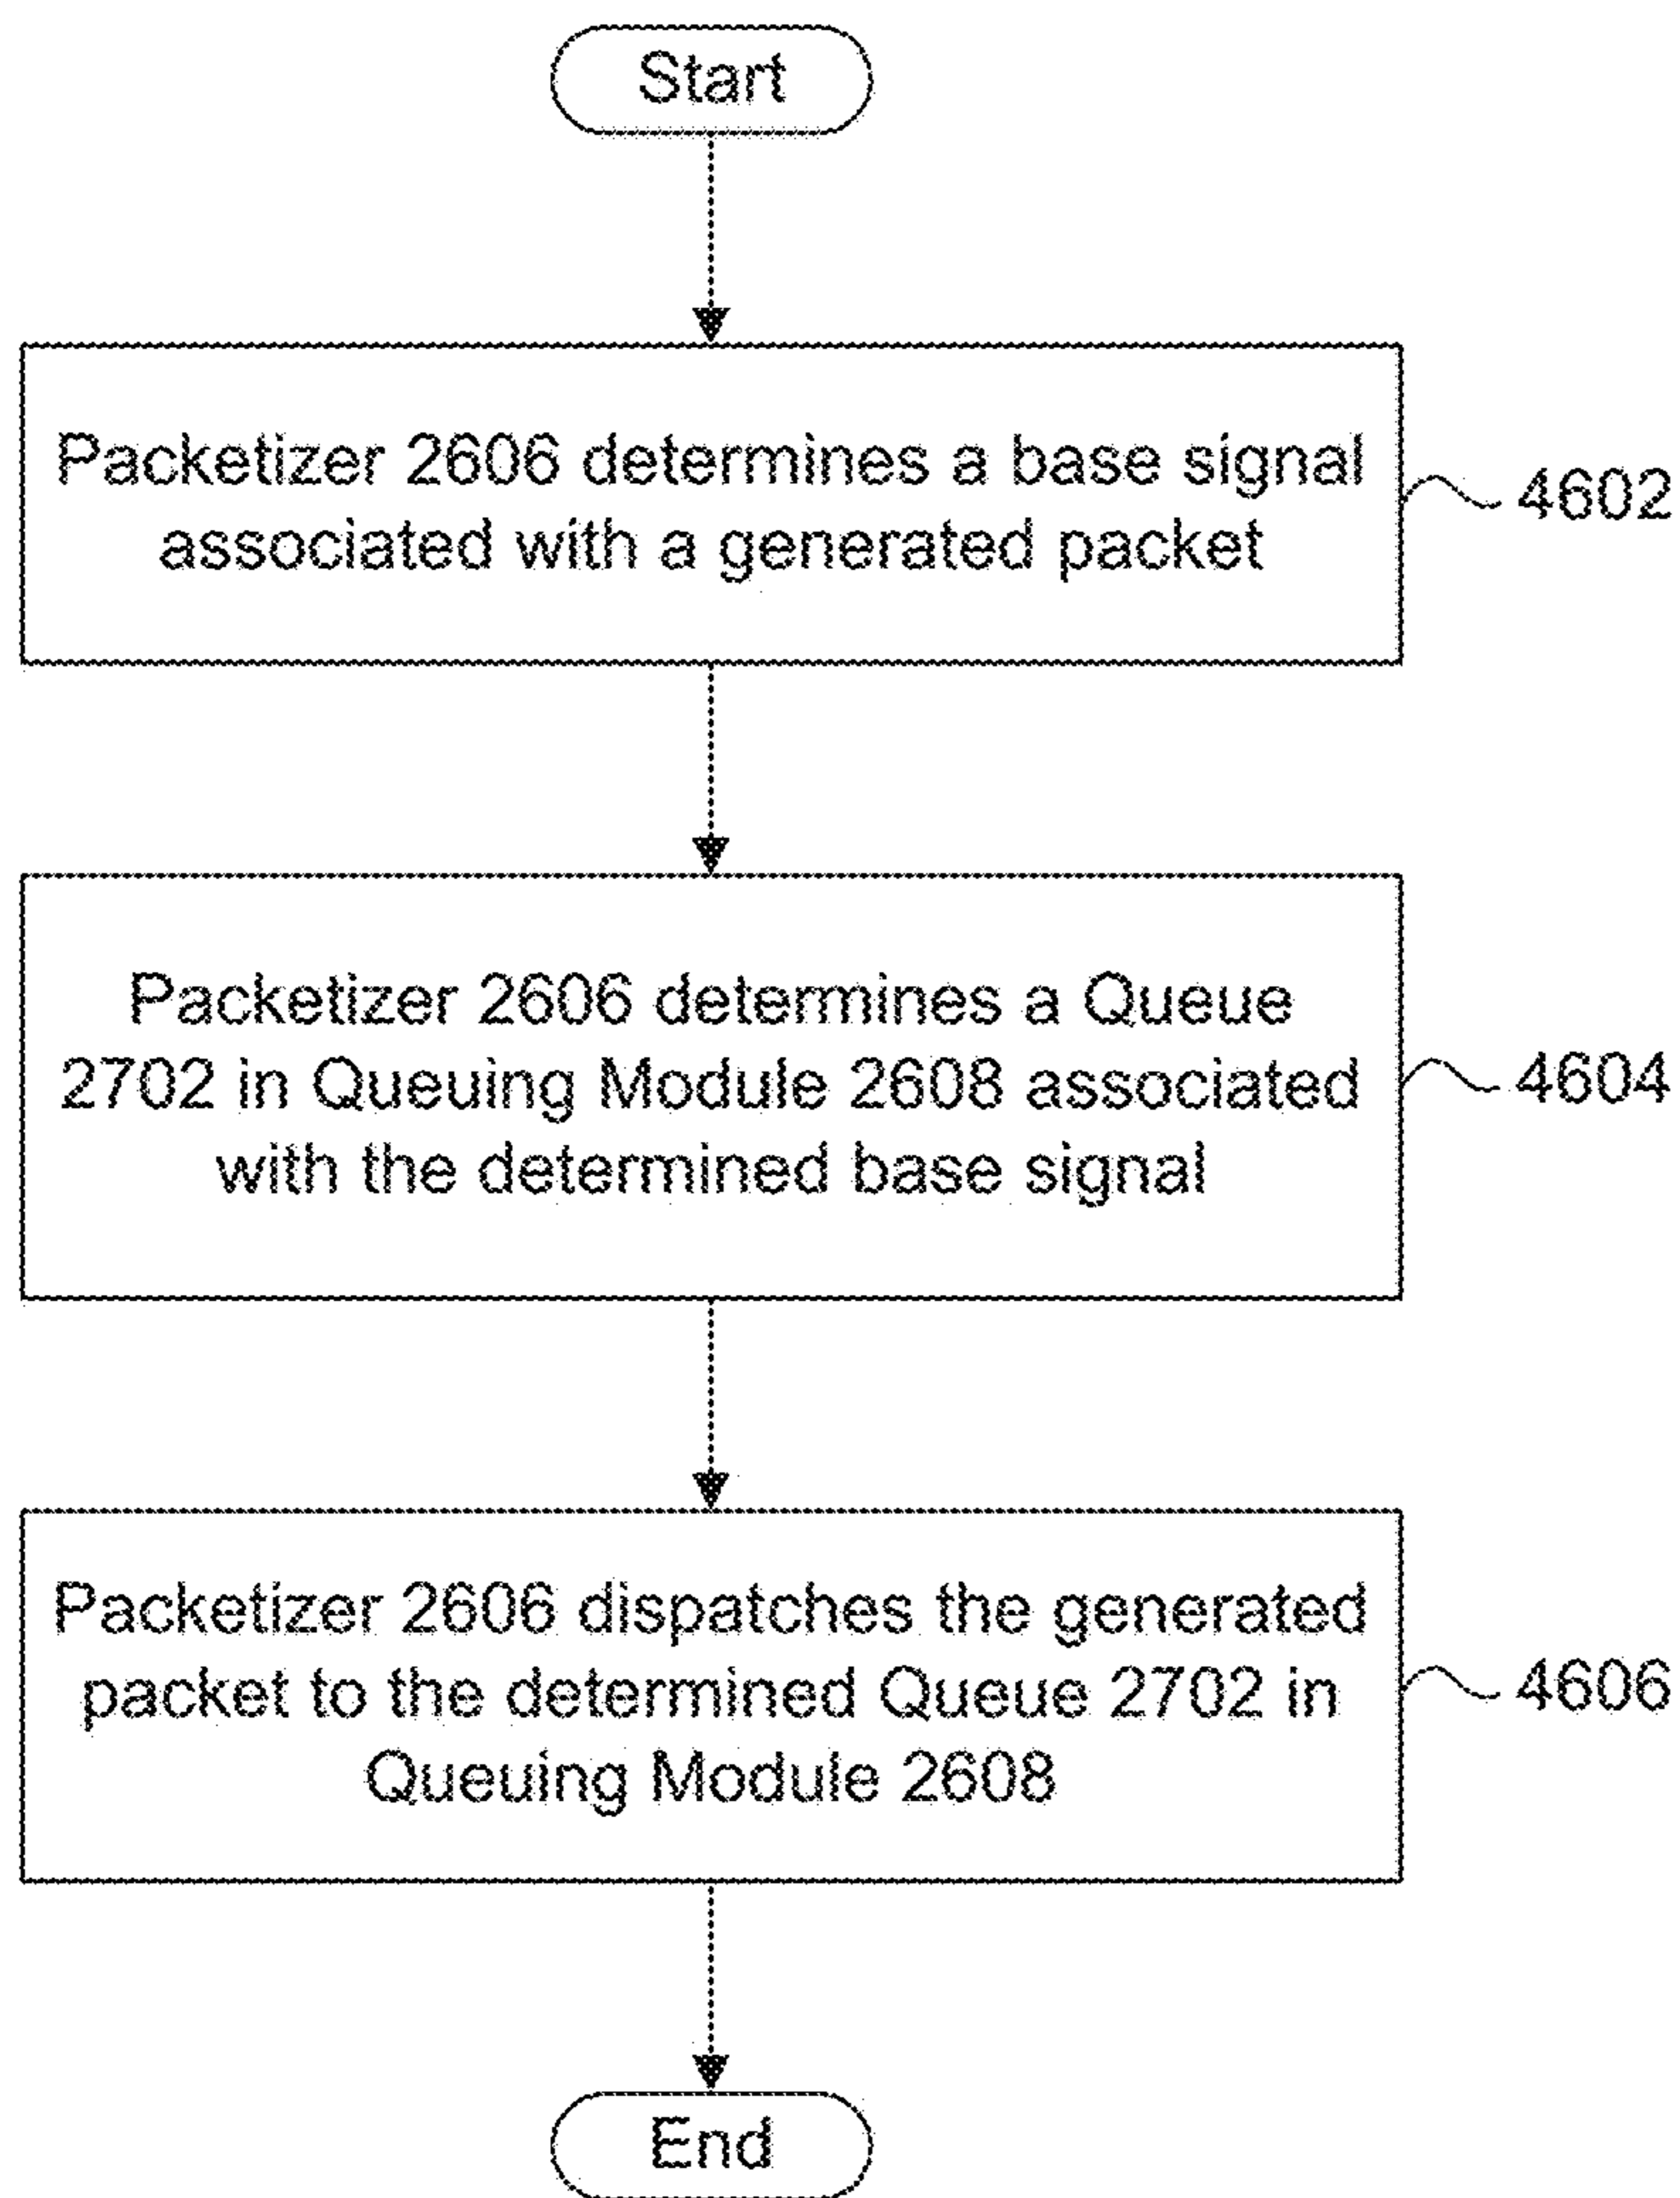 Start
Packetizer 2606 determines a base signal
associated with a generated packet
4602
Packetizer 2606 determines a Queue
2702 in Queuing Module 2608 associated
with the determined base signal
4604
Packetizer 2606 dispatches the generated
packet to the determined Queue 2702 in
Queuing Module 2608
4606
End